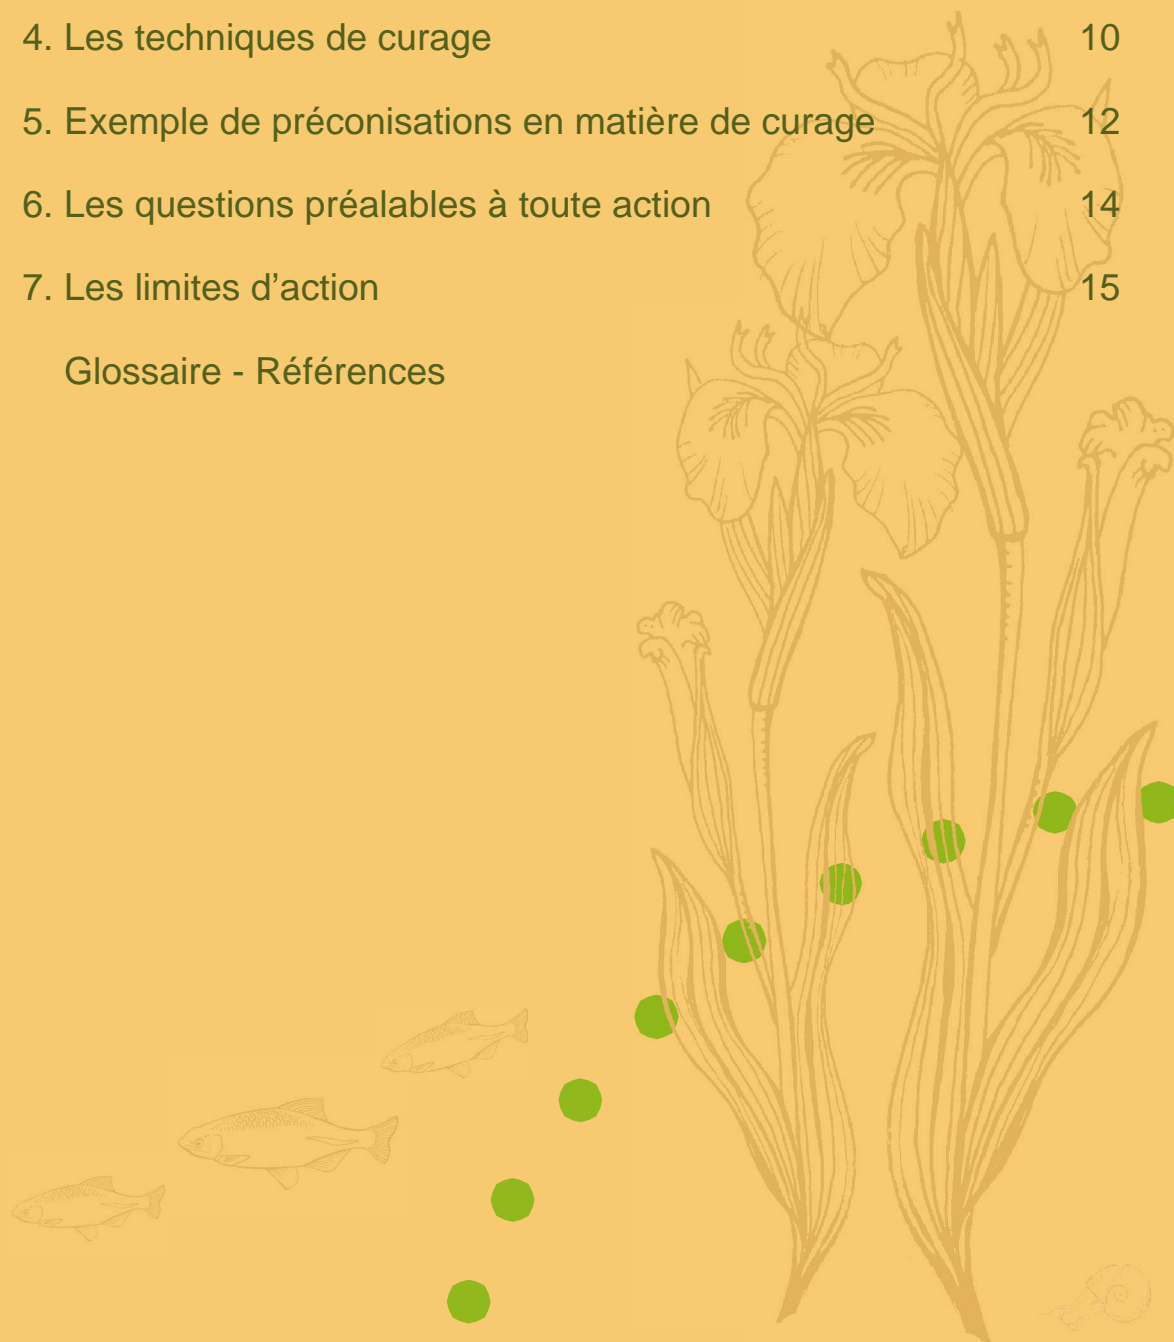 4. Les techniques de curage 10
5. Exemple de préconisations en matière de curage 12
6. Les questions préalables à toute action 14
7. Les limites d’action 15
Glossaire - Références